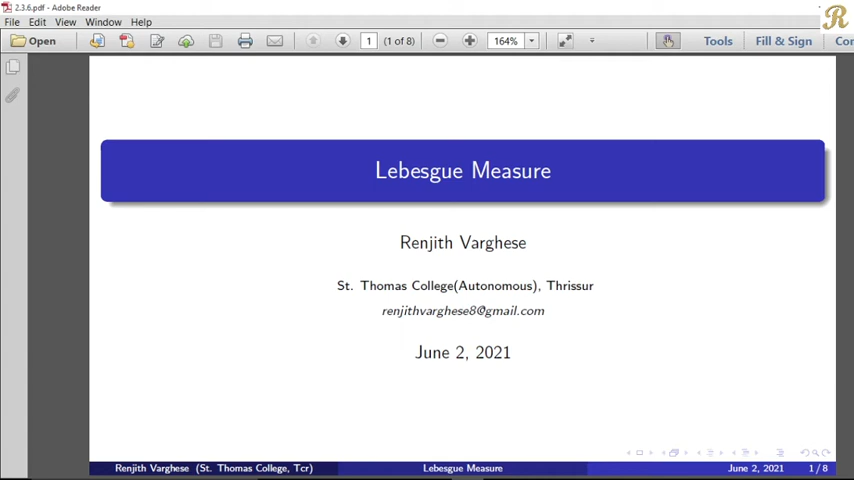 2.3.6.pdf - Adobe Reader
File Edit View Window Help
R
Open 1 (1 of 8) 164% Tools Fill & Sign
Lebesgue Measure
Renjith Varghese
St. Thomas College(Autonomous), Thrissur
renjithvarghese8@gmail.com
June 2, 2021
Renjith Varghese (St. Thomas College, Tcr) Lebesgue Measure June 2, 2021 1 / 8